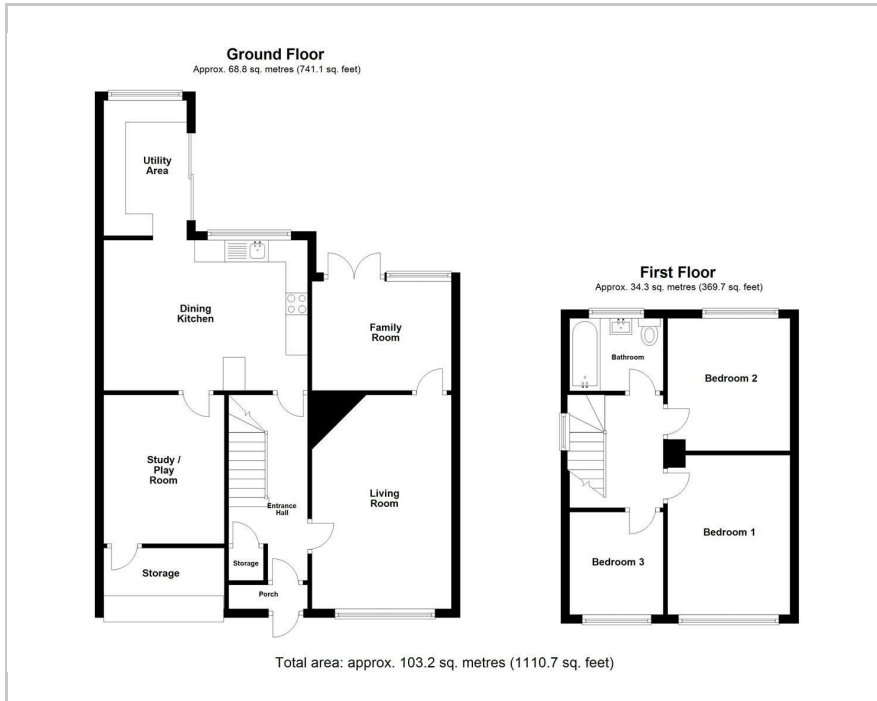 Ground Floor
Approx. 68.8 sq. metres (741.1 sq. feet)
Utility
Area
Dining
Kitchen
Family
Room
Study /
Play
Room
Entrance
Hall
Living
Room
Storage
Storage
Porch
First Floor
Approx. 34.3 sq. metres (369.7 sq. feet)
Bathroom
Bedroom 2
Bedroom 1
Bedroom 3
Total area: approx. 103.2 sq. metres (1110.7 sq. feet)